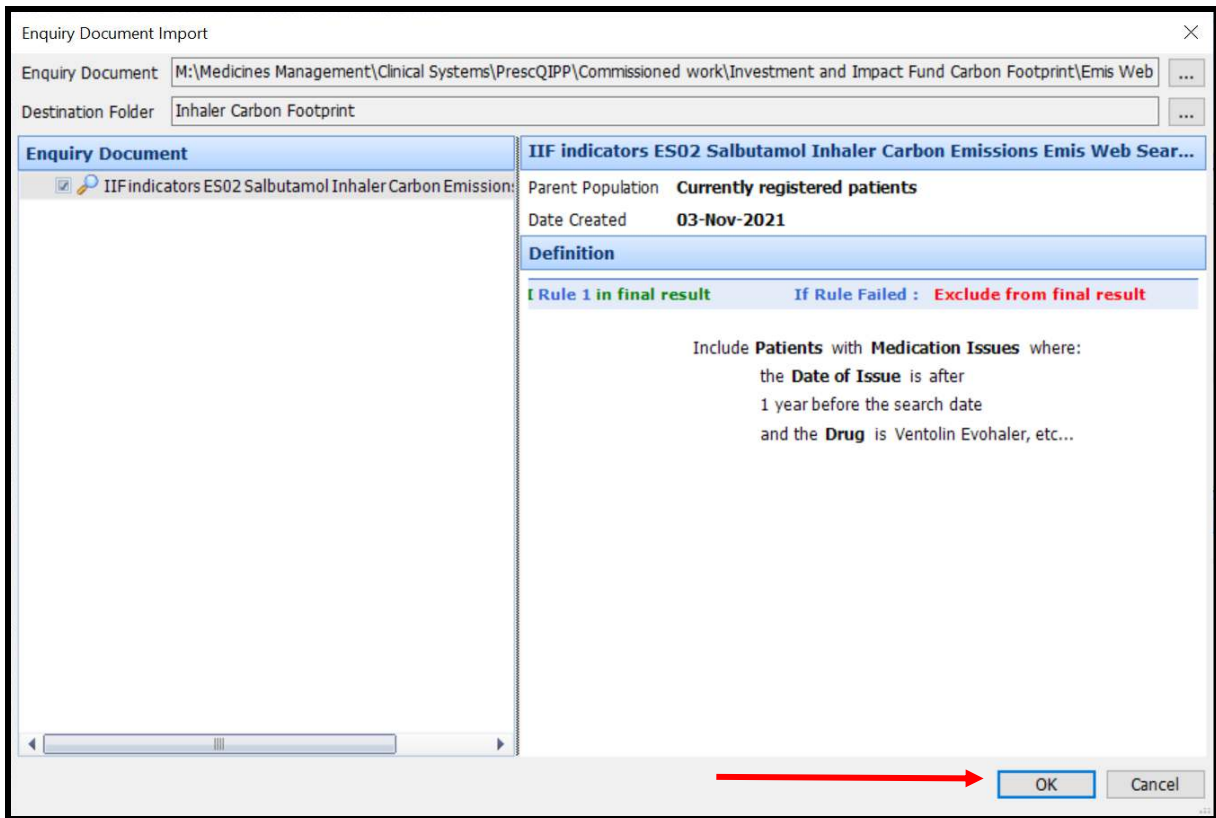 Enquiry Document Import
Enquiry Document M:\Medicines Management\Clinical Systems\PrescQIPP\Commissioned work\Investment and Impact Fund Carbon Footprint\Emis Web ...
Destination Folder Inhaler Carbon Footprint ...
Enquiry Document
IIF indicators ES02 Salbutamol Inhaler Carbon Emissions
IIF indicators ES02 Salbutamol Inhaler Carbon Emissions Emis Web Sear...
Parent Population Currently registered patients
Date Created 03-Nov-2021
Definition
Rule 1 in final result If Rule Failed : Exclude from final result
Include Patients with Medication Issues where:
the Date of Issue is after
1 year before the search date
and the Drug is Ventolin Evohaler, etc...
OK Cancel